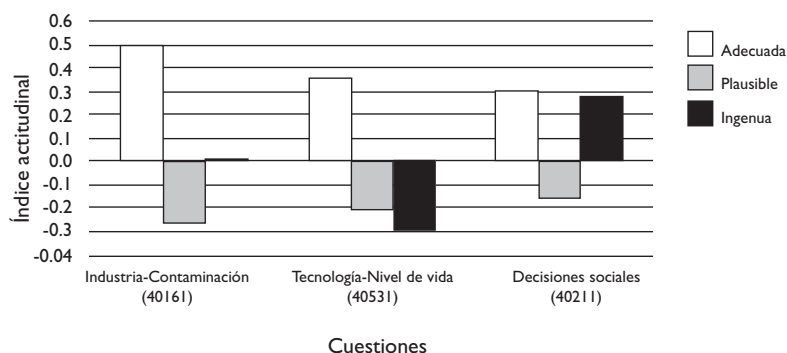 0.6
0.5
0.4
0.3
0.2
0.1
0.0
-0.1
-0.2
-0.3
-0.04
Índice actitudinal
Adecuada
Plausible
Ingenua
Industria-Contaminación
(40161)
Tecnología-Nivel de vida
(40531)
Decisiones sociales
(40211)
Cuestiones